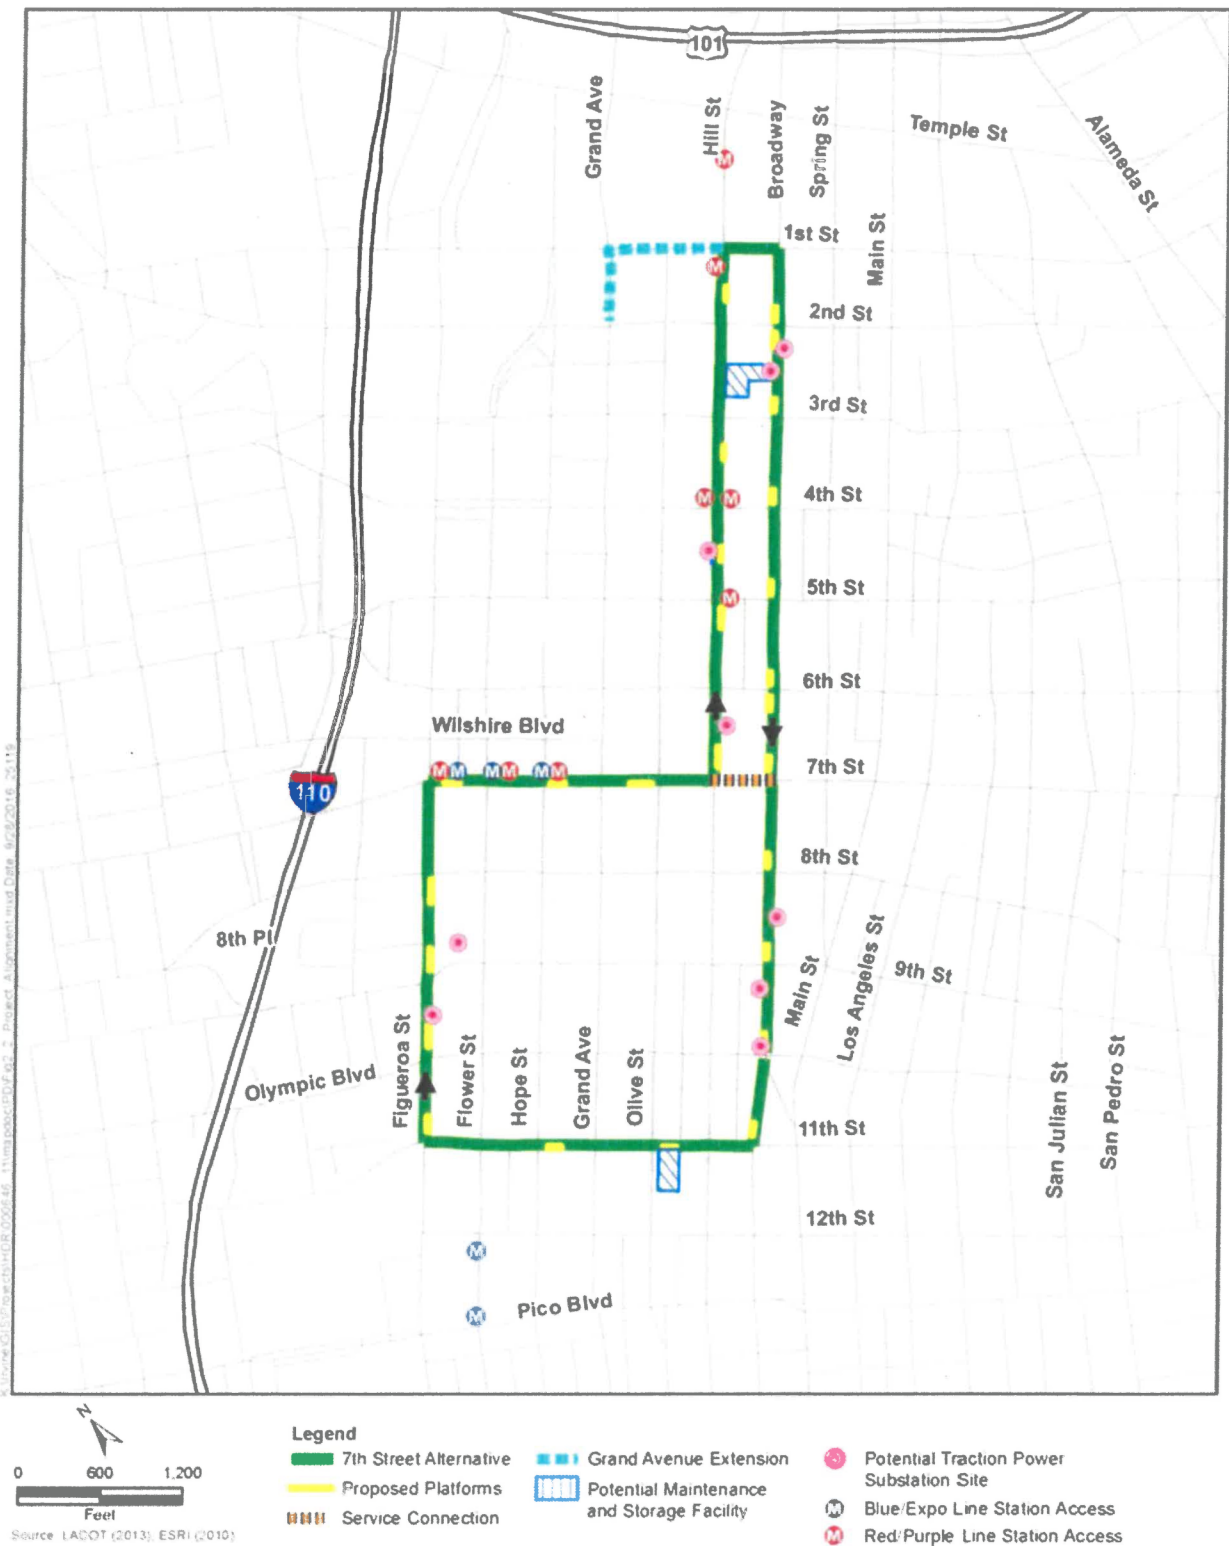 101
Grand Ave
Hill St
Broadway
Spring St
Temple St
Alameda St
M
1st St
Main St
M
2nd St
3rd St
M M
4th St
M
5th St
6th St
Wilshire Blvd
7th St
M M M M M M
110
8th St
8th Pl
Main St
Los Angeles St
9th St
Olympic Blvd
Figueroa St
Flower St
Hope St
Grand Ave
Olive St
11th St
San Julian St
San Pedro St
12th St
M
M
Pico Blvd
N
0 600 1,200
Feet
Source: LADOT (2013); ESRI (2010)
Legend
7th Street Alternative
Proposed Platforms
Service Connection
Grand Avenue Extension
Potential Maintenance
and Storage Facility
Potential Traction Power
Substation Site
M Blue/Expo Line Station Access
M Red/Purple Line Station Access